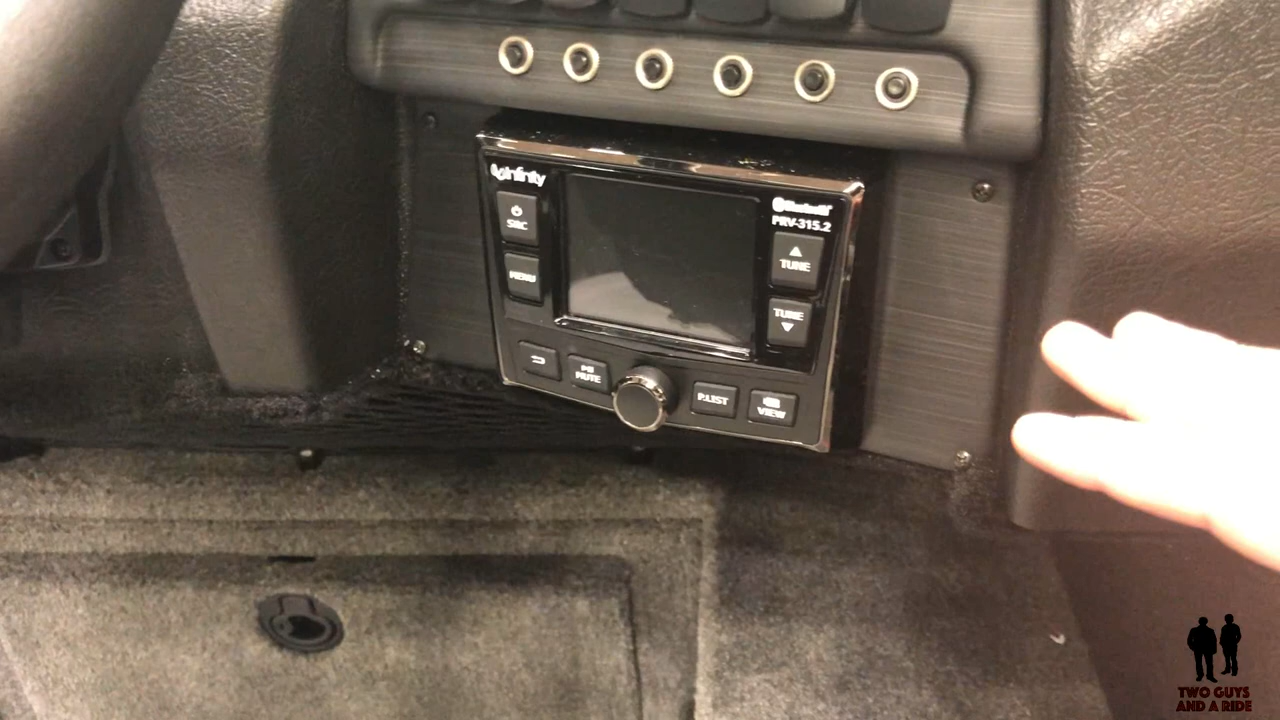 Infinity
Bluetooth
PRV-315.2
SRC
MENU
TUNE
TUNE
MUTE
P.LIST
VIEW
TWO GUYS
AND A RIDE